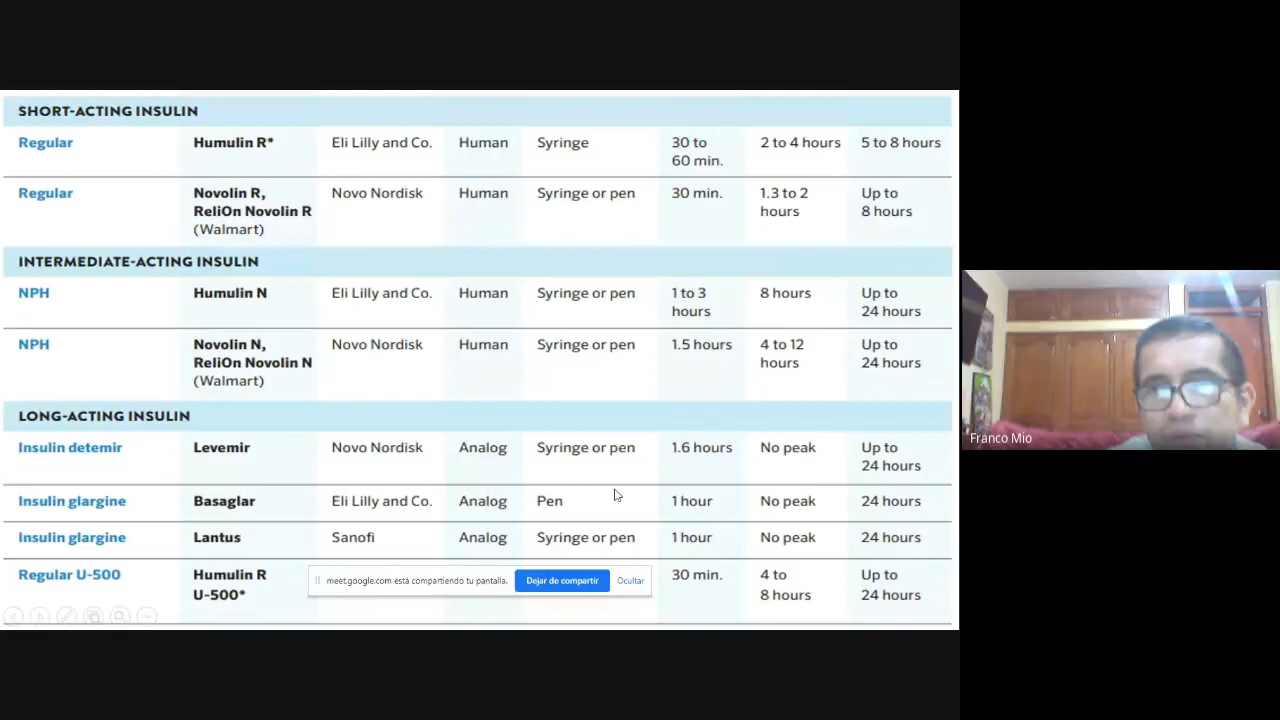 SHORT-ACTING INSULIN
Regular Humulin R* Eli Lilly and Co. Human Syringe 30 to 2 to 4 hours 5 to 8 hours
60 min.
Regular Novolin R, Novo Nordisk Human Syringe or pen 30 min. 1.3 to 2 Up to
ReliOn Novolin R hours 8 hours
(Walmart)
INTERMEDIATE-ACTING INSULIN
NPH Humulin N Eli Lilly and Co. Human Syringe or pen 1 to 3 8 hours Up to
hours 24 hours
NPH Novolin N, Novo Nordisk Human Syringe or pen 1.5 hours 4 to 12 Up to
ReliOn Novolin N hours 24 hours
(Walmart)
LONG-ACTING INSULIN
Insulin detemir Levemir Novo Nordisk Analog Syringe or pen 1.6 hours No peak Up to
24 hours
Insulin glargine Basaglar Eli Lilly and Co. Analog Pen 1 hour No peak 24 hours
Insulin glargine Lantus Sanofi Analog Syringe or pen 1 hour No peak 24 hours
Regular U-500 Humulin R 30 min. 4 to Up to
U-500* 8 hours 24 hours
meet.google.com está compartiendo tu pantalla. Dejar de compartir Ocultar
Franco Mio